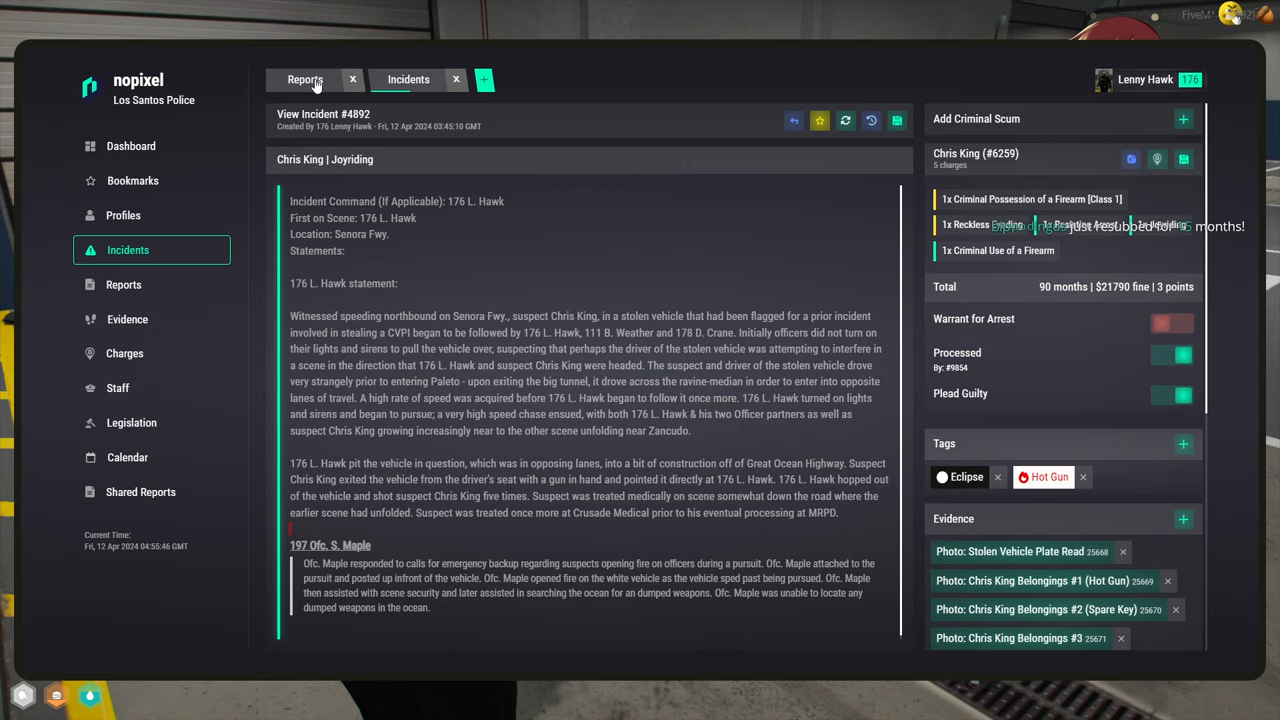 FiveM
nopixel
Los Santos Police
Reports x
Incidents x
+
Lenny Hawk 176
Dashboard
Bookmarks
Profiles
Incidents
Reports
Evidence
Charges
Staff
Legislation
Calendar
Shared Reports
Current Time:
Fri, 12 Apr 2024 04:55:46 GMT
View Incident #4892
Created By 176 Lenny Hawk - Fri, 12 Apr 2024 03:45:10 GMT
Chris King | Joyriding
Incident Command (If Applicable): 176 L. Hawk
First on Scene: 176 L. Hawk
Location: Senora Fwy.
Statements:
176 L. Hawk statement:
Witnessed speeding northbound on Senora Fwy., suspect Chris King, in a stolen vehicle that had been flagged for a prior incident
involved in stealing a CVPI began to be followed by 176 L. Hawk, 111 B. Weather and 178 D. Crane. Initially officers did not turn on
their lights and sirens to pull the vehicle over, suspecting that perhaps the driver of the stolen vehicle was attempting to interfere in
a scene in the direction that 176 L. Hawk and suspect Chris King were headed. The suspect and driver of the stolen vehicle drove
very strangely prior to entering Paleto - upon exiting the big tunnel, it drove across the ravine-median in order to enter into opposite
lanes of travel. A high rate of speed was acquired before 176 L. Hawk began to follow it once more. 176 L. Hawk turned on lights
and sirens and began to pursue; a very high speed chase ensued, with both 176 L. Hawk & his two Officer partners as well as
suspect Chris King growing increasingly near to the other scene unfolding near Zancudo.
176 L. Hawk pit the vehicle in question, which was in opposing lanes, into a bit of construction off of Great Ocean Highway. Suspect
Chris King exited the vehicle from the driver's seat with a gun in hand and pointed it directly at 176 L. Hawk. 176 L. Hawk hopped out
of the vehicle and shot suspect Chris King five times. Suspect was treated medically on scene somewhat down the road where the
earlier scene had unfolded. Suspect was treated once more at Crusade Medical prior to his eventual processing at MRPD.
197 Ofc. S. Maple
Ofc. Maple responded to calls for emergency backup regarding suspects opening fire on officers during a pursuit. Ofc. Maple attached to the
pursuit and posted up infront of the vehicle. Ofc. Maple opened fire on the white vehicle as the vehicle sped past being pursued. Ofc. Maple
then assisted with scene security and later assisted in searching the ocean for an dumped weapons. Ofc. Maple was unable to locate any
dumped weapons in the ocean.
Add Criminal Scum +
Chris King (#6259)
5 charges
1x Criminal Possession of a Firearm [Class 1]
1x Reckless Evading 1x Resisting Arrest 1x Joyriding
just resubbed for months!
1x Criminal Use of a Firearm
Total 90 months | $21790 fine | 3 points
Warrant for Arrest
Processed
By: #9854
Plead Guilty
Tags +
Eclipse x Hot Gun x
Evidence +
Photo: Stolen Vehicle Plate Read 25668 x
Photo: Chris King Belongings #1 (Hot Gun) 25669 x
Photo: Chris King Belongings #2 (Spare Key) 25670 x
Photo: Chris King Belongings #3 25671 x